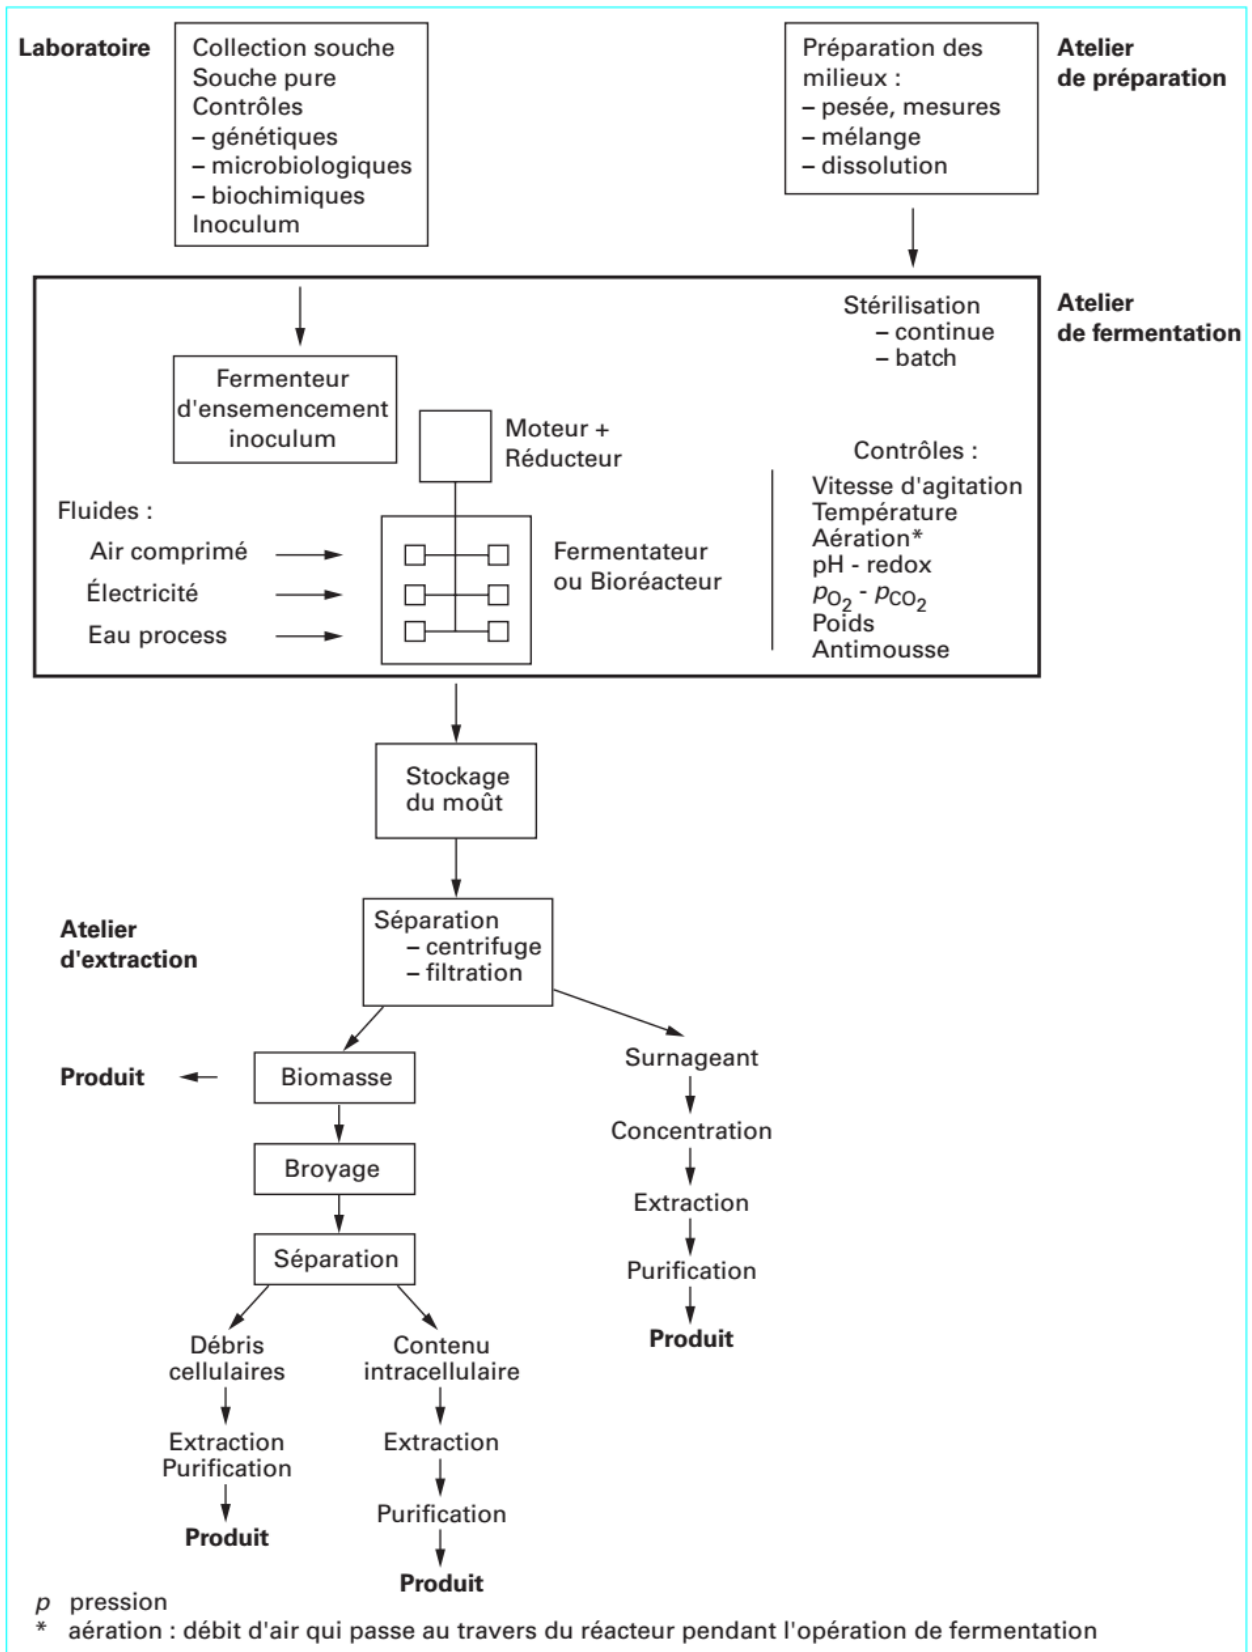 Laboratoire
Collection souche
Souche pure
Contrôles
– génétiques
– microbiologiques
– biochimiques
Inoculum
Préparation des
milieux :
– pesée, mesures
– mélange
– dissolution
Atelier
de préparation
Atelier
de fermentation
Stérilisation
– continue
– batch
Fermenteur
d'ensemencement
inoculum
Moteur +
Réducteur
Fluides :
Air comprimé
Électricité
Eau process
Fermentateur
ou Bioréacteur
Contrôles :
Vitesse d'agitation
Température
Aération*
pH - redox
pO2 - pCO2
Poids
Antimousse
Stockage
du moût
Atelier
d'extraction
Séparation
– centrifuge
– filtration
Produit
Biomasse
Broyage
Séparation
Débris
cellulaires
Extraction
Purification
Produit
Contenu
intracellulaire
Extraction
Purification
Produit
Surnageant
Concentration
Extraction
Purification
Produit
p pression
* aération : débit d'air qui passe au travers du réacteur pendant l'opération de fermentation